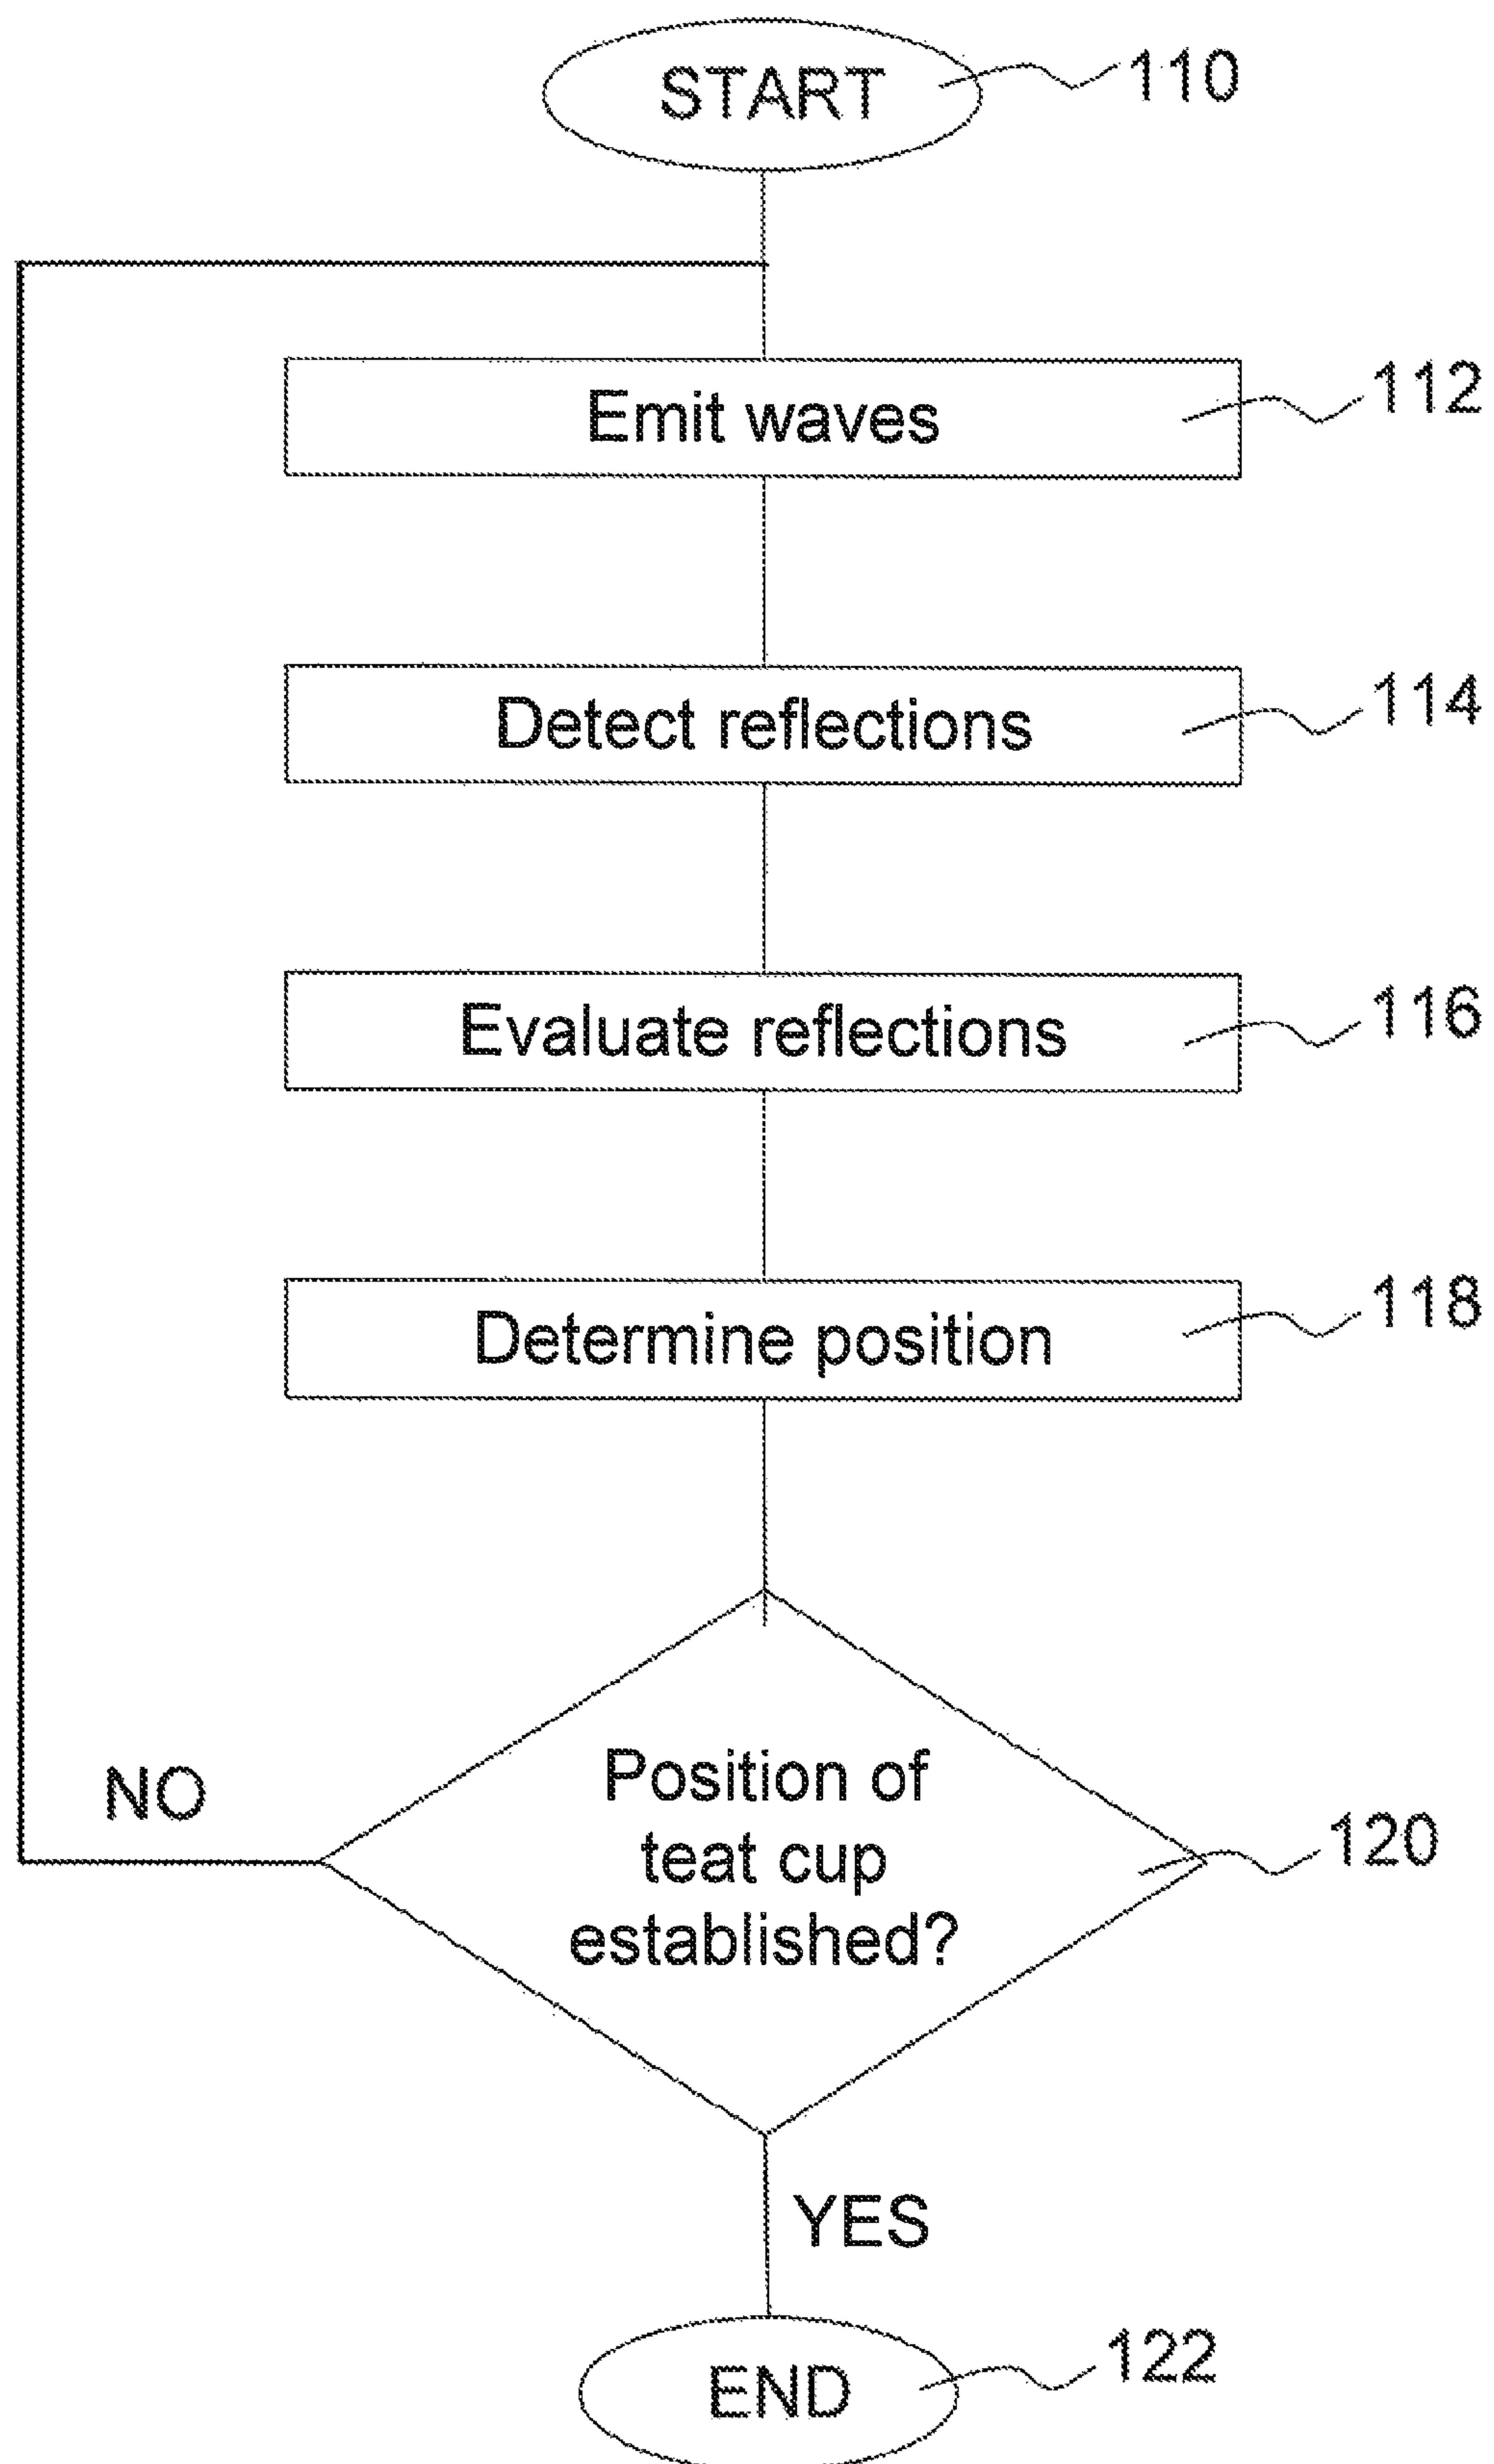 START
110
Emit waves
112
Detect reflections
114
Evaluate reflections
116
Determine position
118
Position of
teat cup
established?
120
NO
YES
END
122